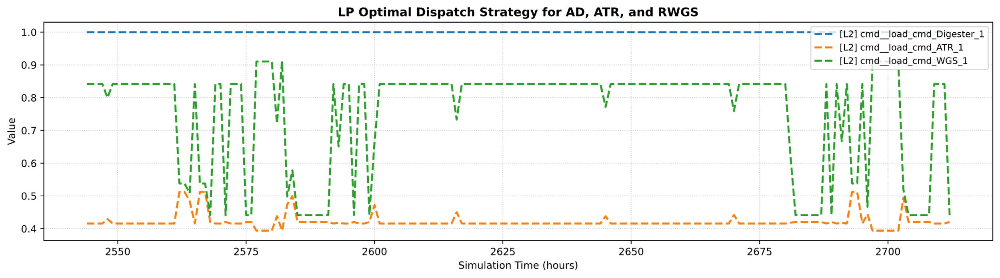 LP Optimal Dispatch Strategy for AD, ATR, and RWGS
1.0
0.9
0.8
0.7
0.6
0.5
0.4
Value
[L2] cmd__load_cmd_Digester_1
[L2] cmd__load_cmd_ATR_1
[L2] cmd__load_cmd_WGS_1
2550 2575 2600 2625 2650 2675 2700
Simulation Time (hours)